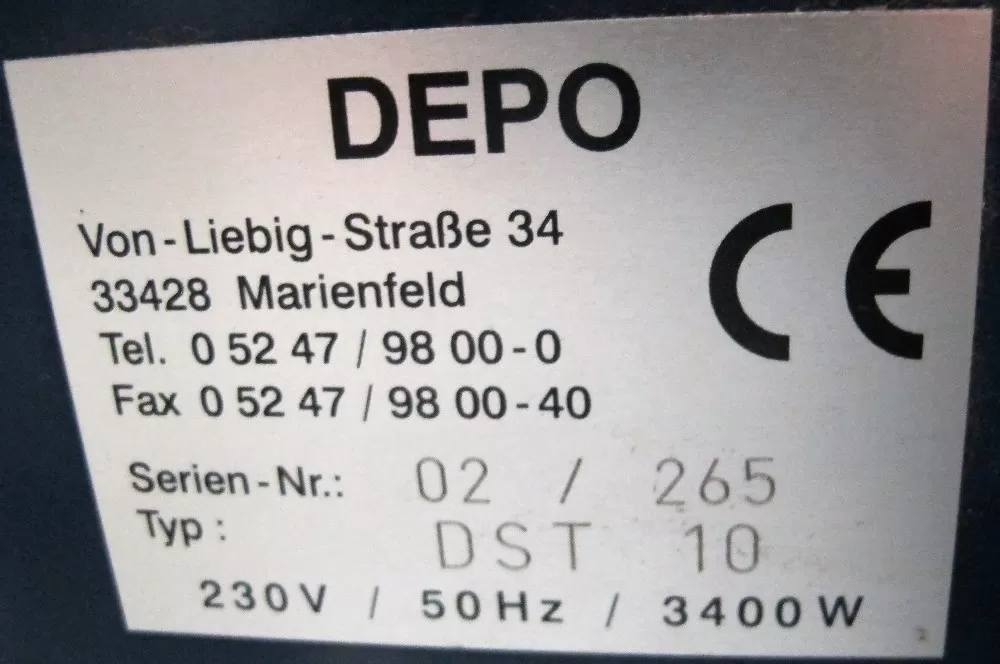 DEPO
Von-Liebig-Straße 34
33428 Marienfeld
CE
Tel. 0 52 47 / 98 00-0
Fax 0 52 47 / 98 00-40
Serien-Nr.: 02 / 265
Typ: DST 10
230V / 50Hz / 3400W